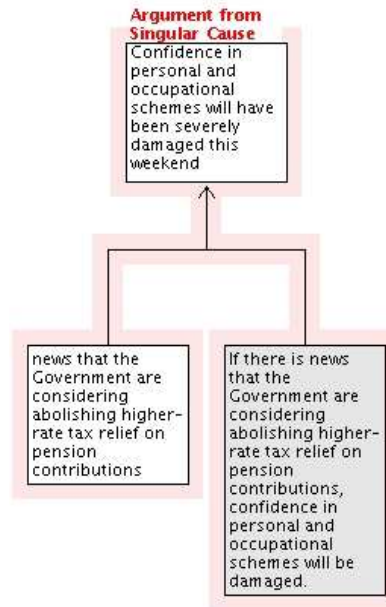 Argument from
Singular Cause
Confidence in
personal and
occupational
schemes will have
been severely
damaged this
weekend
news that the
Government are
considering
abolishing higher-
rate tax relief on
pension
contributions
If there is news
that the
Government are
considering
abolishing higher-
rate tax relief on
pension
contributions,
confidence in
personal and
occupational
schemes will be
damaged.